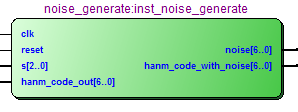 noise_generate:inst_noise_generate
clk
reset
noise[6..0]
s[2..0]
hanm_code_with_noise[6..0]
hanm_code_out[6..0]